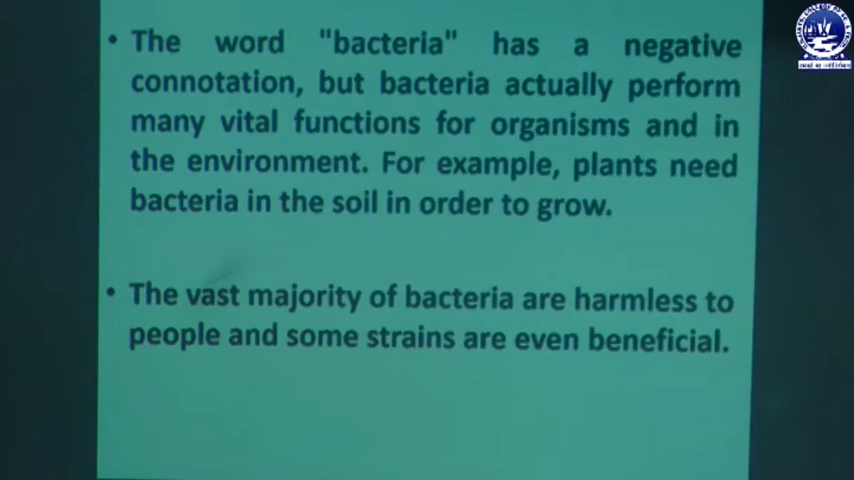 • The word "bacteria" has a negative
connotation, but bacteria actually perform
many vital functions for organisms and in
the environment. For example, plants need
bacteria in the soil in order to grow.
• The vast majority of bacteria are harmless to
people and some strains are even beneficial.